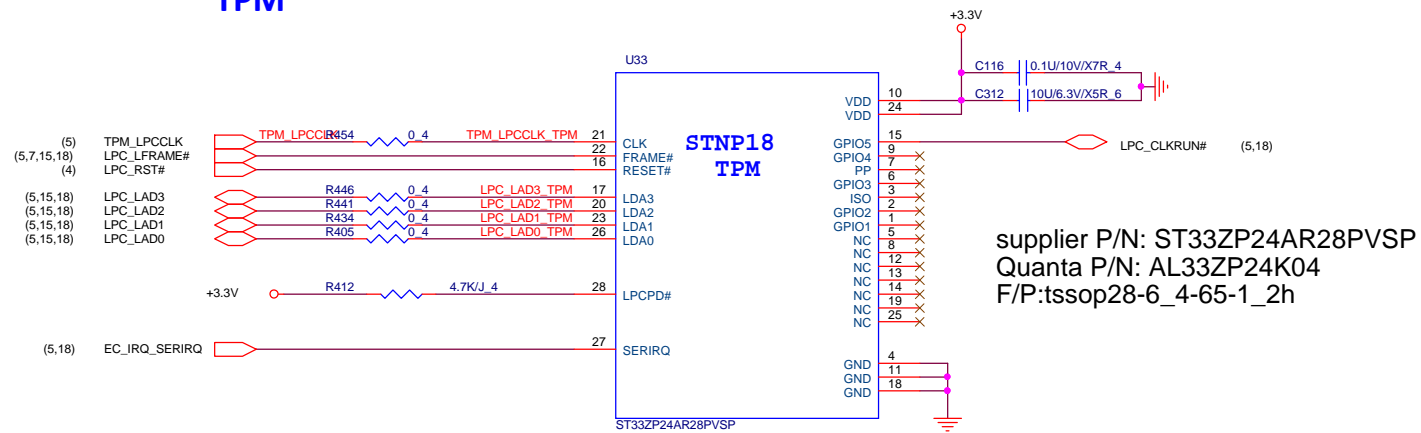 TPM
+3.3V
U33
C116 0.1U/10V/X7R_4
C312 10U/6.3V/X5R_6
10 VDD
24 VDD
(5) TPM_LPCCLK TPM_LPCCLK R454 0_4 TPM_LPCCLK_TPM 21 CLK
STNP18
TPM
15 GPIO5 LPC_CLKRUN# (5,18)
(5,7,15,18) LPC_LFRAME# 22 FRAME#
9 GPIO4
(4) LPC_RST# 16 RESET#
7 PP
6 GPIO3
(5,15,18) LPC_LAD3 R446 0_4 LPC_LAD3_TPM 17 LDA3
3 ISO
(5,15,18) LPC_LAD2 R441 0_4 LPC_LAD2_TPM 20 LDA2
2 GPIO2
(5,15,18) LPC_LAD1 R434 0_4 LPC_LAD1_TPM 23 LDA1
1 GPIO1
(5,15,18) LPC_LAD0 R405 0_4 LPC_LAD0_TPM 26 LDA0
5 NC
8 NC
12 NC
13 NC
14 NC
19 NC
25 NC
supplier P/N: ST33ZP24AR28PVSP
Quanta P/N: AL33ZP24K04
F/P:tssop28-6_4-65-1_2h
+3.3V R412 4.7K/J_4 28 LPCPD#
(5,18) EC_IRQ_SERIRQ 27 SERIRQ
4 GND
11 GND
18 GND
ST33ZP24AR28PVSP